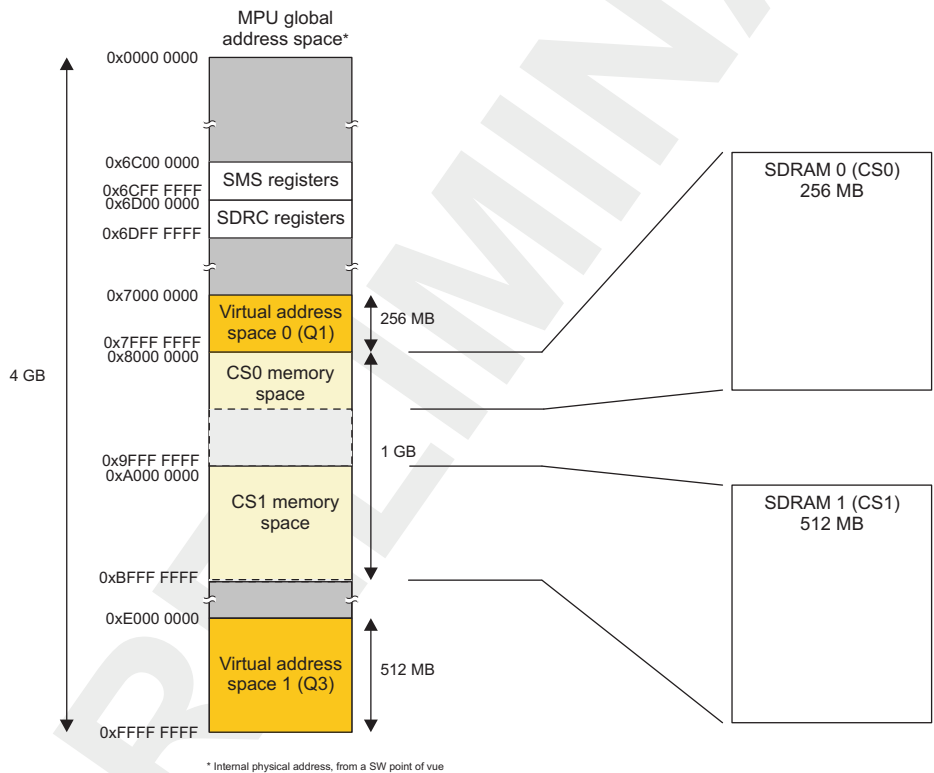 MPU global
address space*
0x0000 0000
0x6C00 0000
SMS registers
0x6CFF FFFF
0x6D00 0000
SDRC registers
0x6DFF FFFF
0x7000 0000
Virtual address
space 0 (Q1)
256 MB
0x7FFF FFFF
0x8000 0000
4 GB
CS0 memory
space
1 GB
0x9FFF FFFF
0xA000 0000
CS1 memory
space
0xBFFF FFFF
0xE000 0000
Virtual address
space 1 (Q3)
512 MB
0xFFFF FFFF
SDRAM 0 (CS0)
256 MB
SDRAM 1 (CS1)
512 MB
* Internal physical address, from a SW point of vue